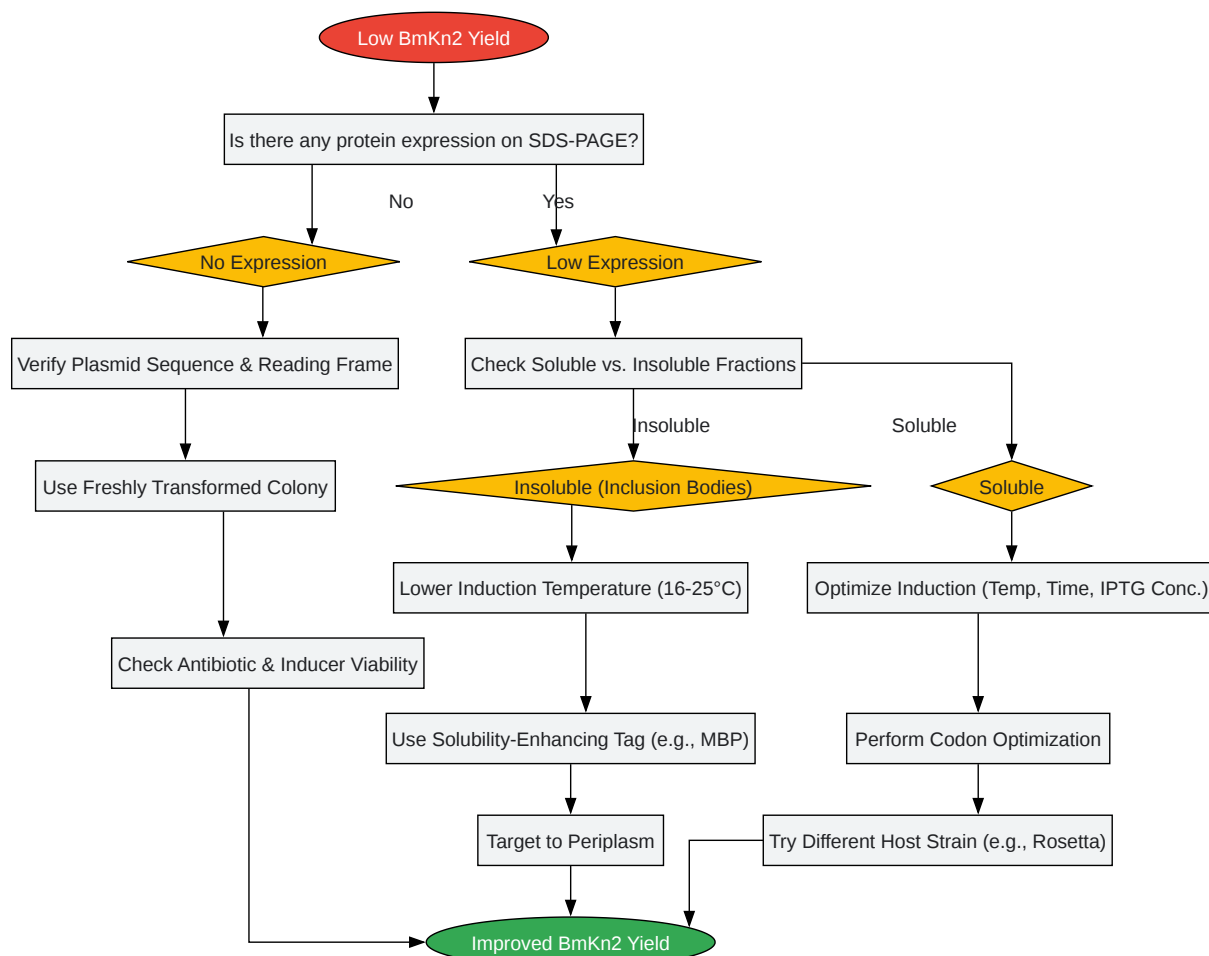 Low BmKn2 Yield
Is there any protein expression on SDS-PAGE?
No
Yes
No Expression
Low Expression
Verify Plasmid Sequence & Reading Frame
Check Soluble vs. Insoluble Fractions
Insoluble
Soluble
Use Freshly Transformed Colony
Insoluble (Inclusion Bodies)
Soluble
Lower Induction Temperature (16-25°C)
Optimize Induction (Temp, Time, IPTG Conc.)
Check Antibiotic & Inducer Viability
Use Solubility-Enhancing Tag (e.g., MBP)
Perform Codon Optimization
Target to Periplasm
Try Different Host Strain (e.g., Rosetta)
Improved BmKn2 Yield